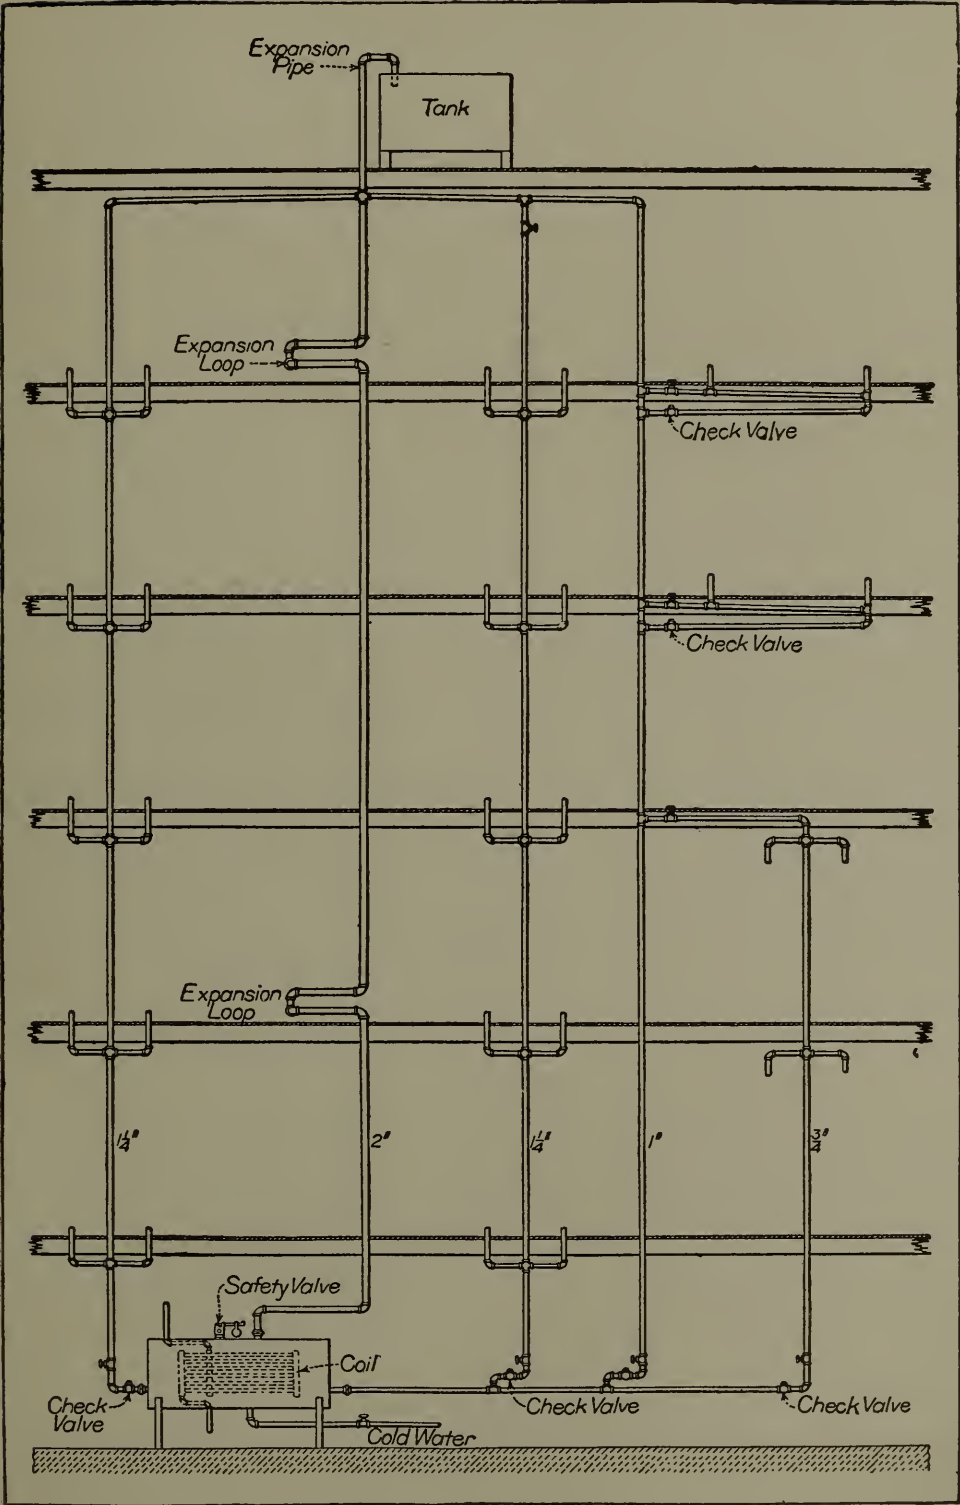 Expansion
Pipe
Tank
Expansion
Loop
Check Valve
Check Valve
Expansion
Loop
1¼"
2"
1¼"
1"
¾"
Safety Valve
Coil
Check
Valve
Check Valve
Check Valve
Cold Water